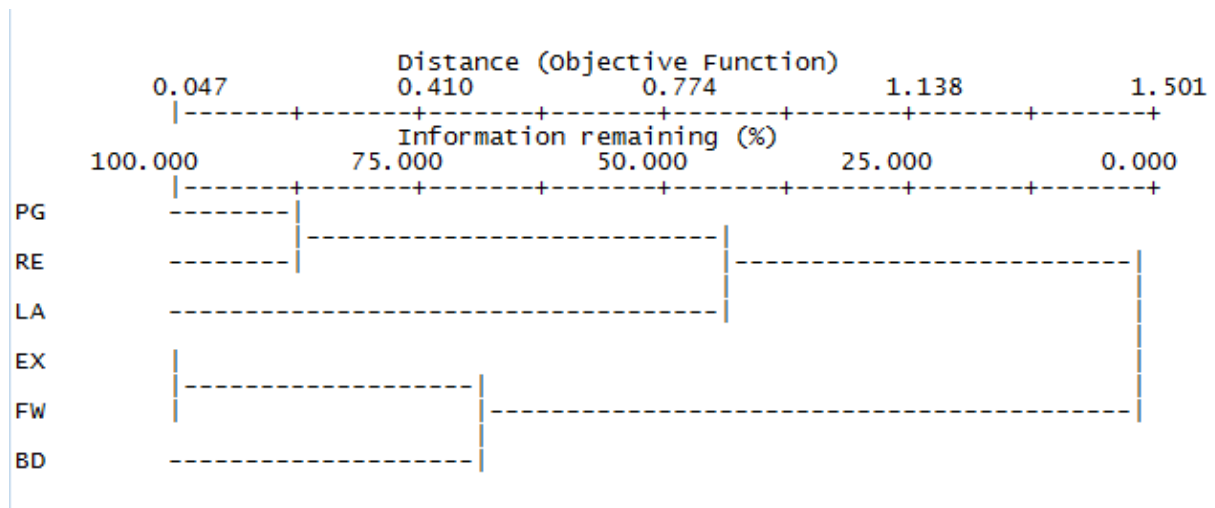 Distance (Objective Function)
0.047 0.410 0.774 1.138 1.501
Information remaining (%)
100.000 75.000 50.000 25.000 0.000
PG
RE
LA
EX
FW
BD